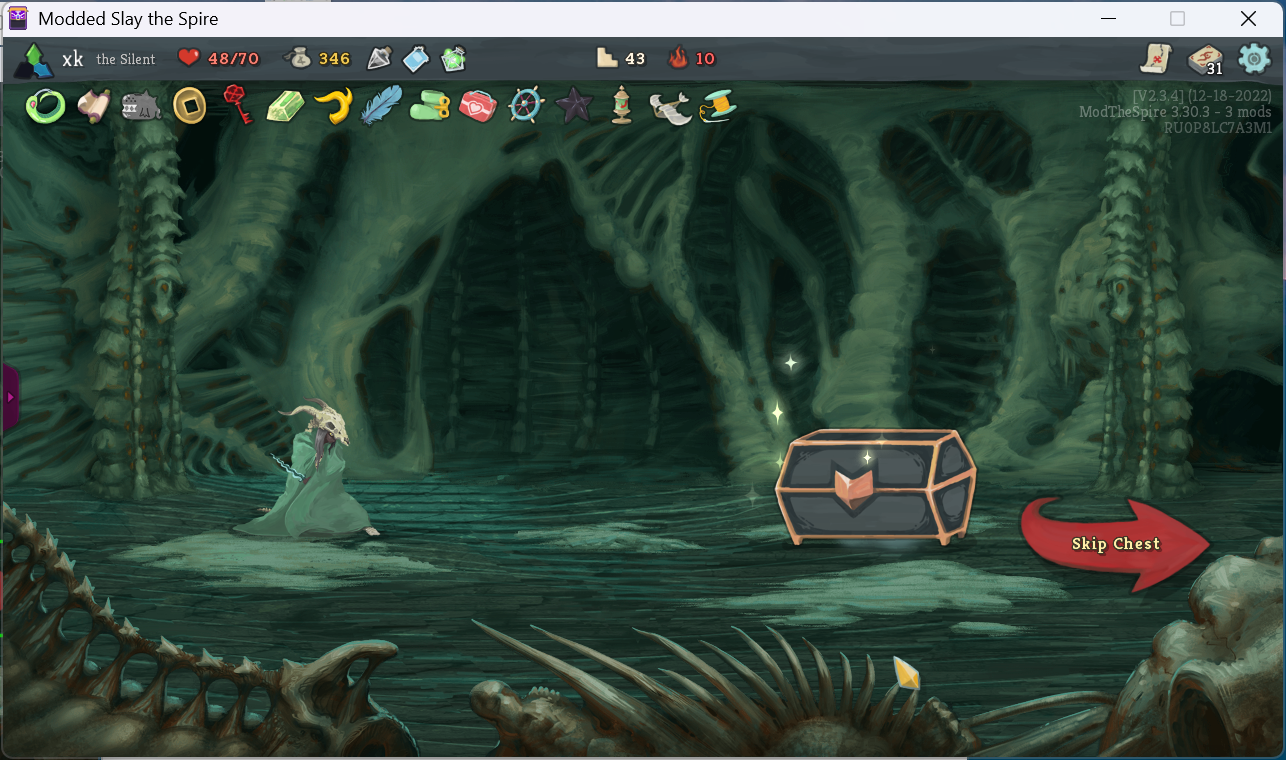 Modded Slay the Spire
xk the Silent 48/70 346 43 10 31
[V2.3.4] (12-18-2022)
ModTheSpire 3.30.3 - 3 mods
RU0P8LC7A3M1
Skip Chest